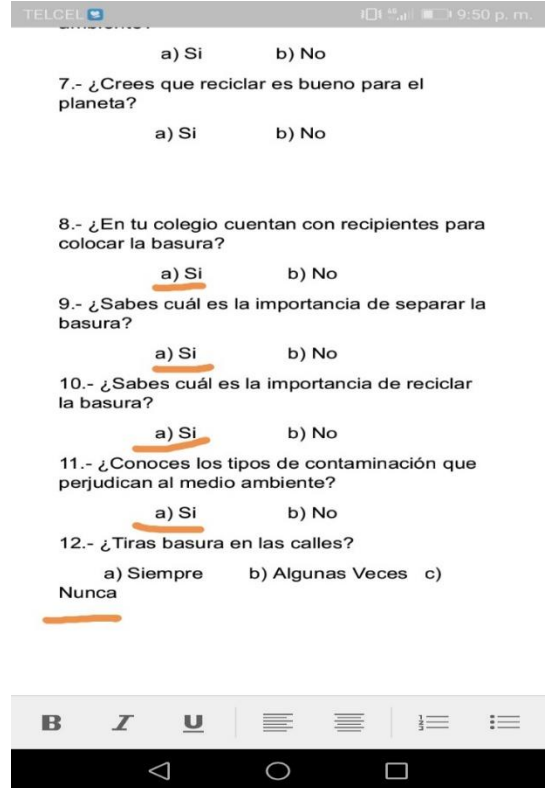 TELCEL 9:50 p. m.
a) Si b) No
7.- ¿Crees que reciclar es bueno para el
planeta?
a) Si b) No
8.- ¿En tu colegio cuentan con recipientes para
colocar la basura?
a) Si b) No
9.- ¿Sabes cuál es la importancia de separar la
basura?
a) Si b) No
10.- ¿Sabes cuál es la importancia de reciclar
la basura?
a) Si b) No
11.- ¿Conoces los tipos de contaminación que
perjudican al medio ambiente?
a) Si b) No
12.- ¿Tiras basura en las calles?
a) Siempre b) Algunas Veces c)
Nunca
B I U